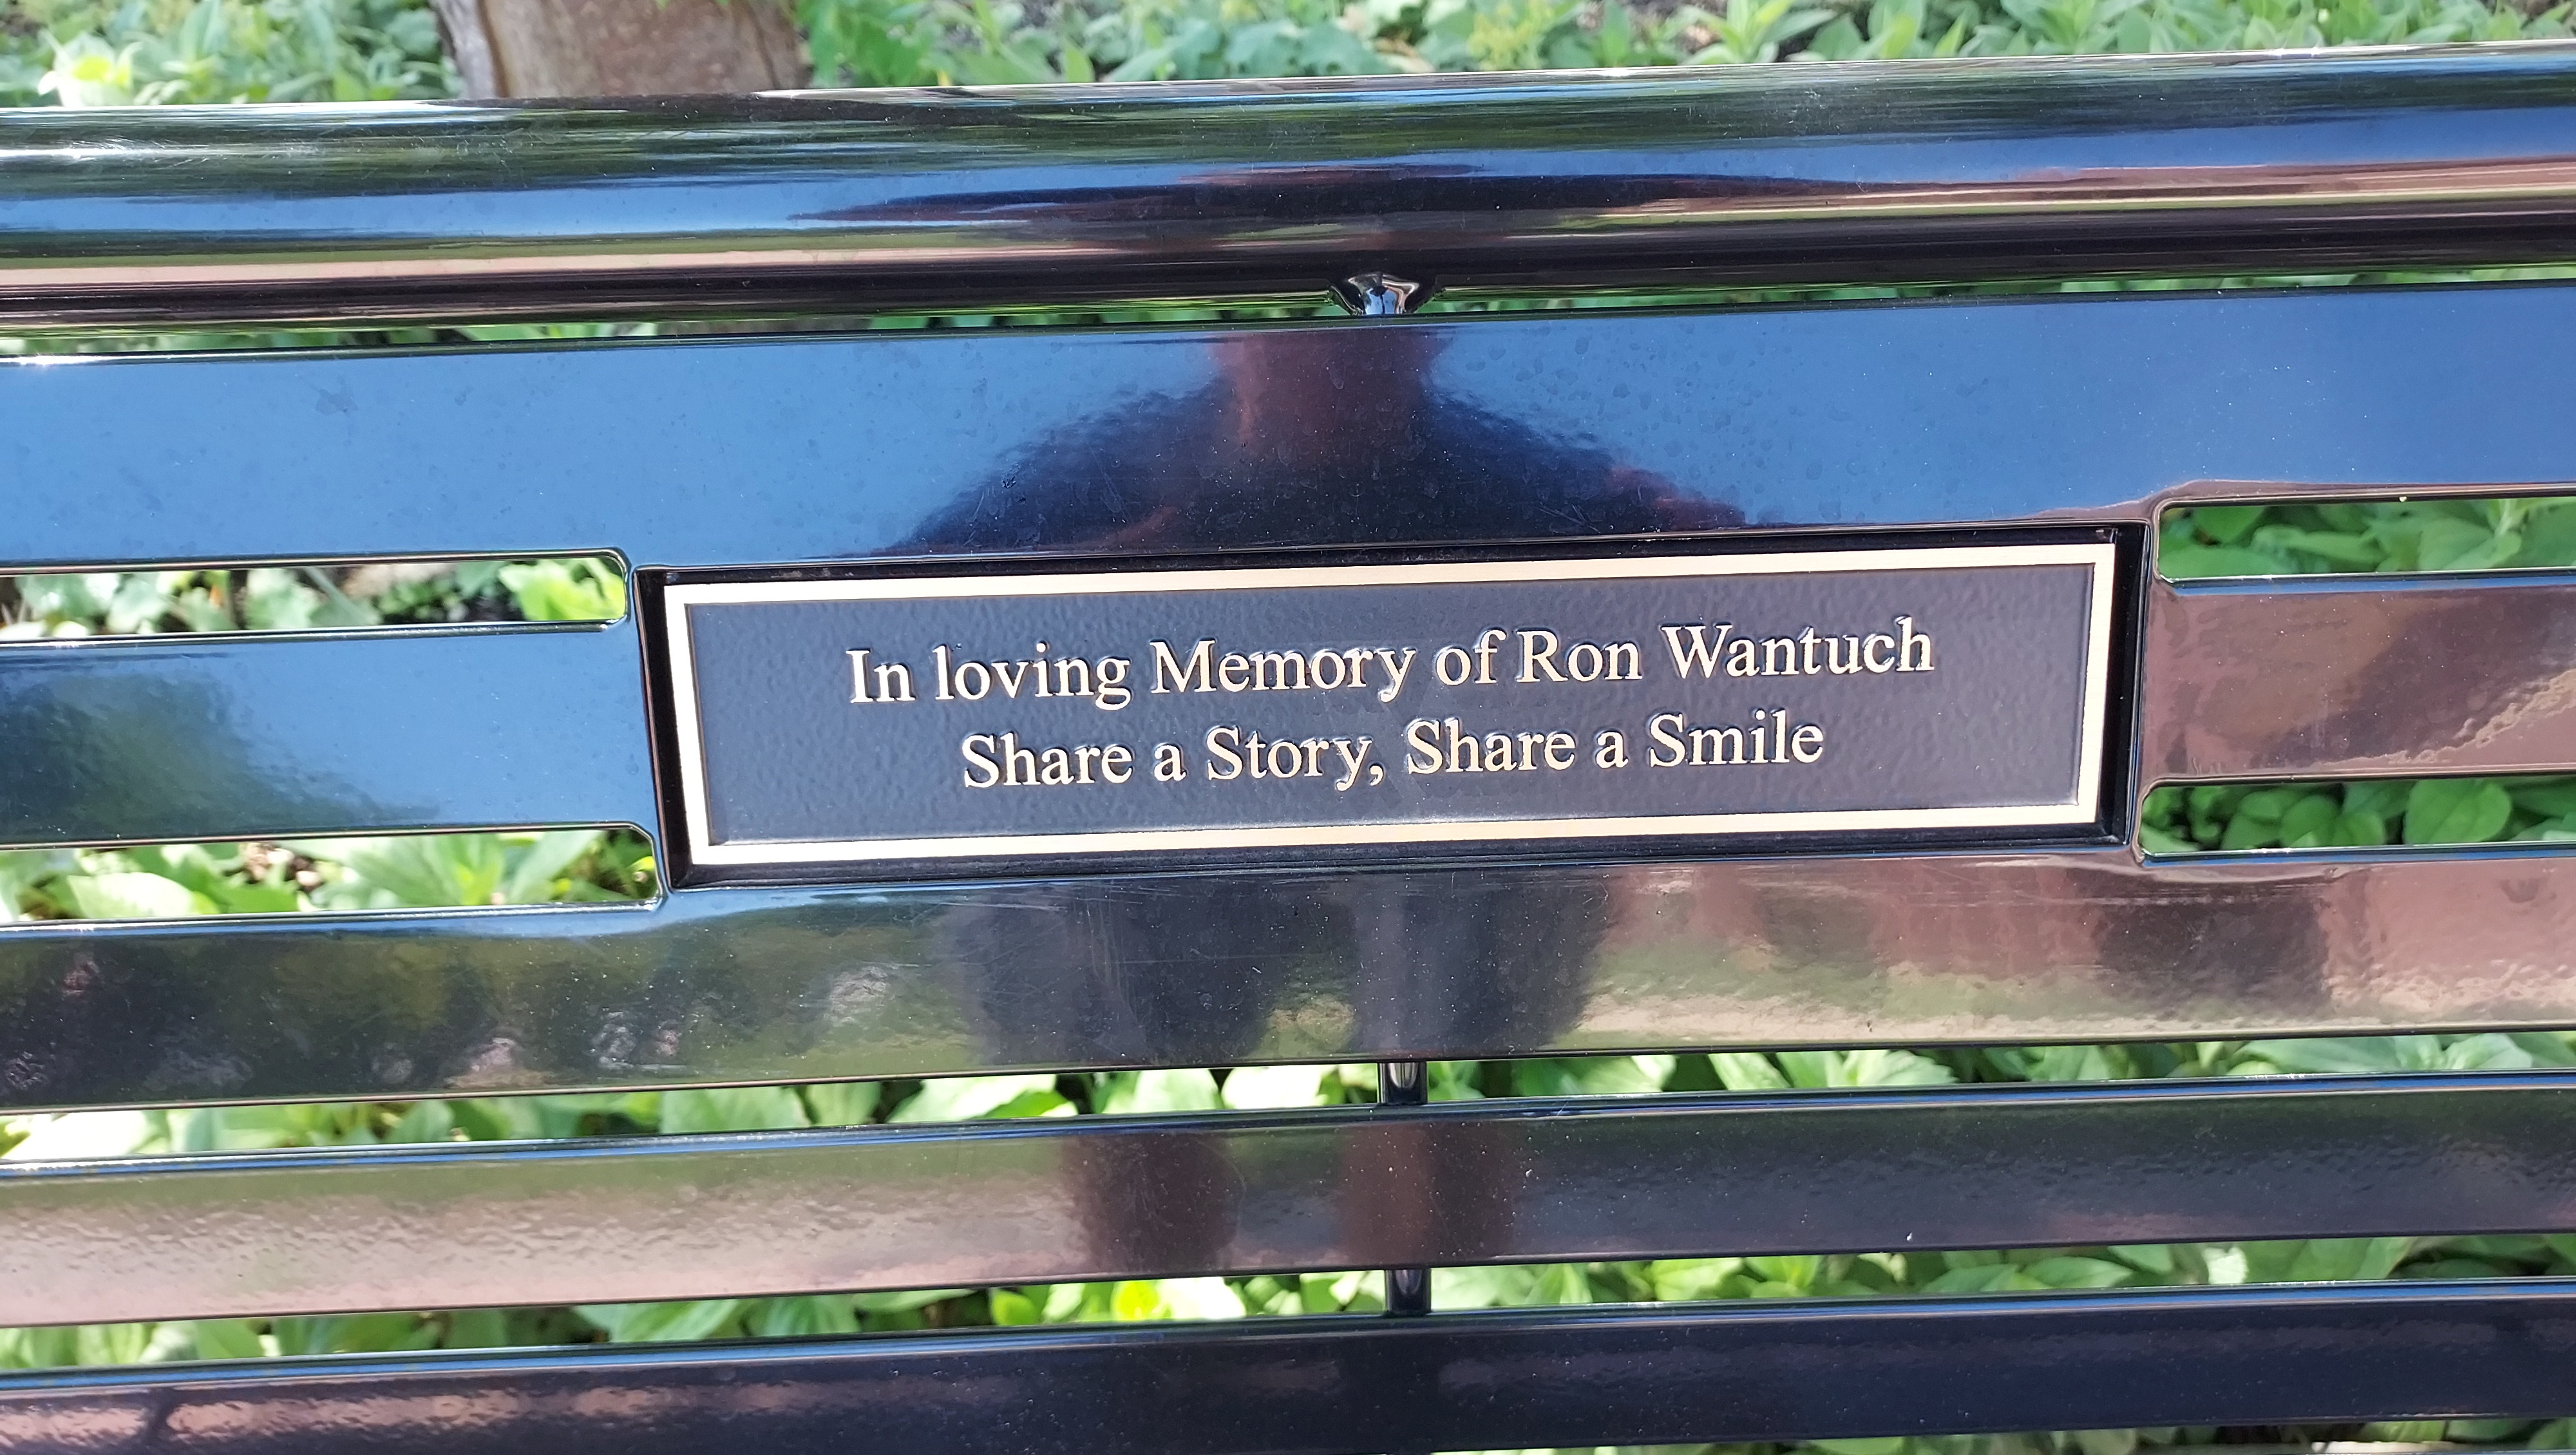 In loving Memory of Ron Wantuch
Share a Story, Share a Smile